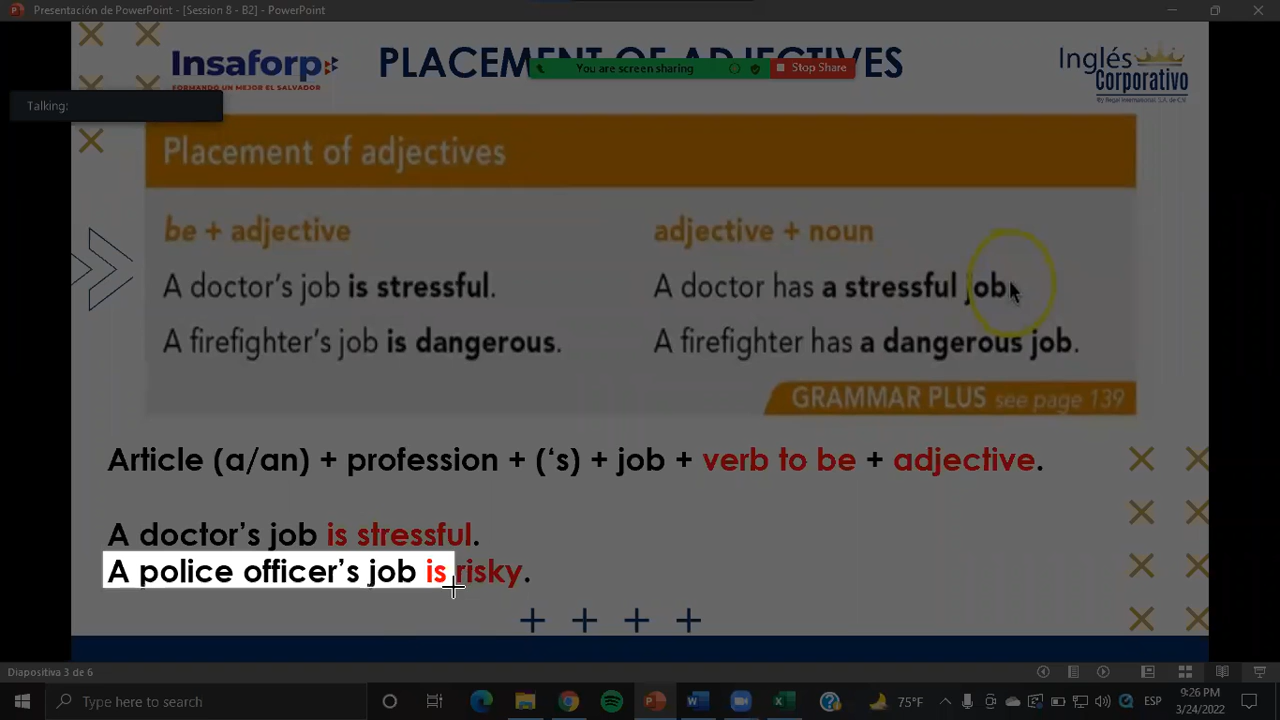 Presentación de PowerPoint - [Session 8 - B2] - PowerPoint
Insaforp
FORMANDO UN MEJOR EL SALVADOR
PLACEMENT OF ADJECTIVES
You are screen sharing
Stop Share
Inglés
Corporativo
Talking:
Placement of adjectives
be + adjective
adjective + noun
A doctor's job is stressful.
A doctor has a stressful job.
A firefighter's job is dangerous.
A firefighter has a dangerous job.
GRAMMAR PLUS see page 139
Article (a/an) + profession + (‘s) + job + verb to be + adjective.
A doctor’s job is stressful.
A police officer’s job is risky.
Diapositiva 3 de 6
Type here to search
75°F
ESP
9:26 PM
3/24/2022